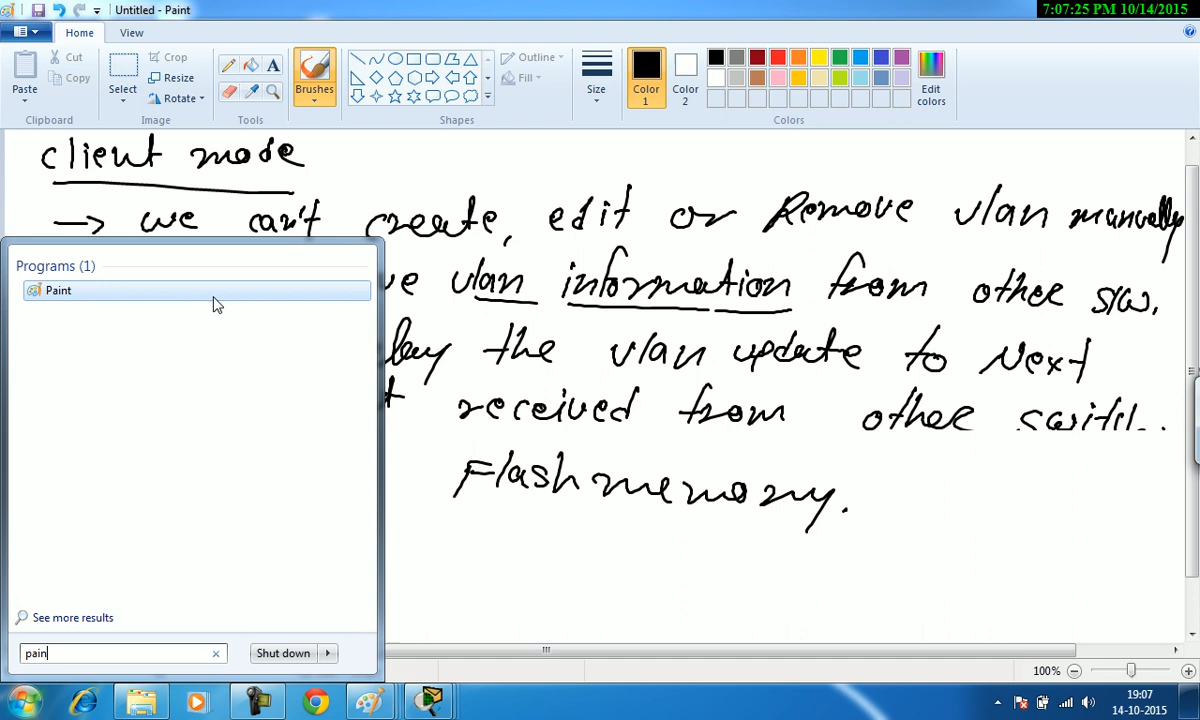 Untitled - Paint
7:07:25 PM 10/14/2015
Home
View
Paste
Cut
Copy
Clipboard
Select
Crop
Resize
Rotate
Image
A
Tools
Brushes
Outline
Fill
Shapes
Size
Color 1
Color 2
Edit colors
Colors
client mode
→ we can't create, edit or Remove vlan manually
ve vlan information from other s/w.
lay the vlan update to Next
received from other switch.
Flash memory.
Programs (1)
Paint
See more results
pain
Shut down
100%
19:07
14-10-2015